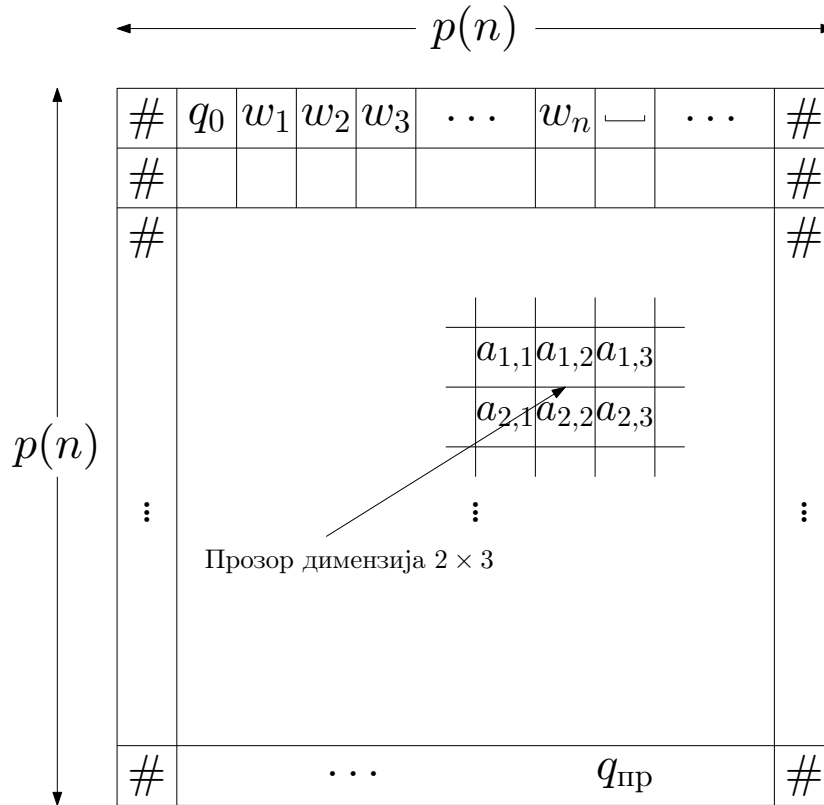 p(n)
# q₀ w₁ w₂ w₃ ⋯ wₙ ␣ ⋯ #
# #
# #
a₁,₁ a₁,₂ a₁,₃
a₂,₁ a₂,₂ a₂,₃
p(n)
⋮ ⋮ ⋮
Прозор димензија 2 × 3
# ⋯ qпр #